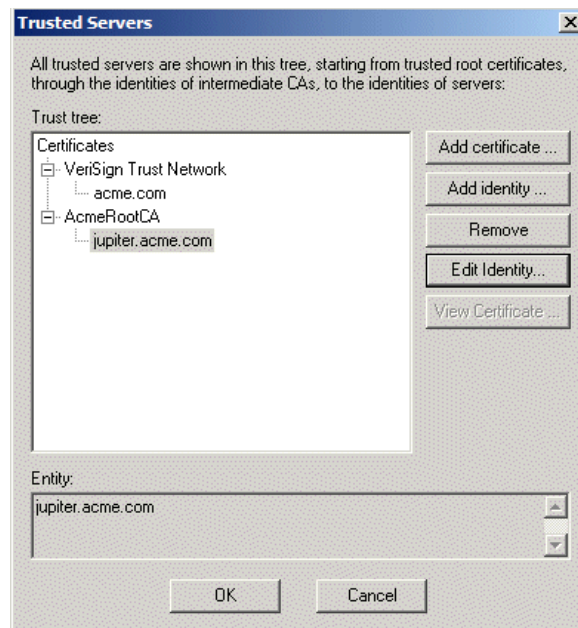 Trusted Servers
All trusted servers are shown in this tree, starting from trusted root certificates,
through the identities of intermediate CAs, to the identities of servers:
Trust tree:
Certificates
VeriSign Trust Network
acme.com
AcmeRootCA
jupiter.acme.com
Add certificate ...
Add identity ...
Remove
Edit Identity...
View Certificate ...
Entity:
jupiter.acme.com
OK
Cancel